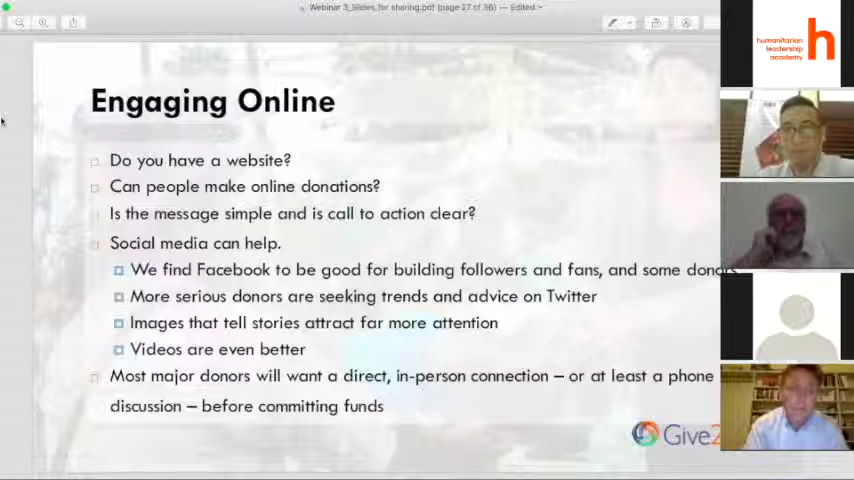 Webinar 3_Slides_for sharing.pdf (page 27 of 36) — Edited
humanitarian
leadership
academy
h
Engaging Online
Do you have a website?
Can people make online donations?
Is the message simple and is call to action clear?
Social media can help.
We find Facebook to be good for building followers and fans, and some donors
More serious donors are seeking trends and advice on Twitter
Images that tell stories attract far more attention
Videos are even better
Most major donors will want a direct, in-person connection – or at least a phone
discussion – before committing funds
Give2